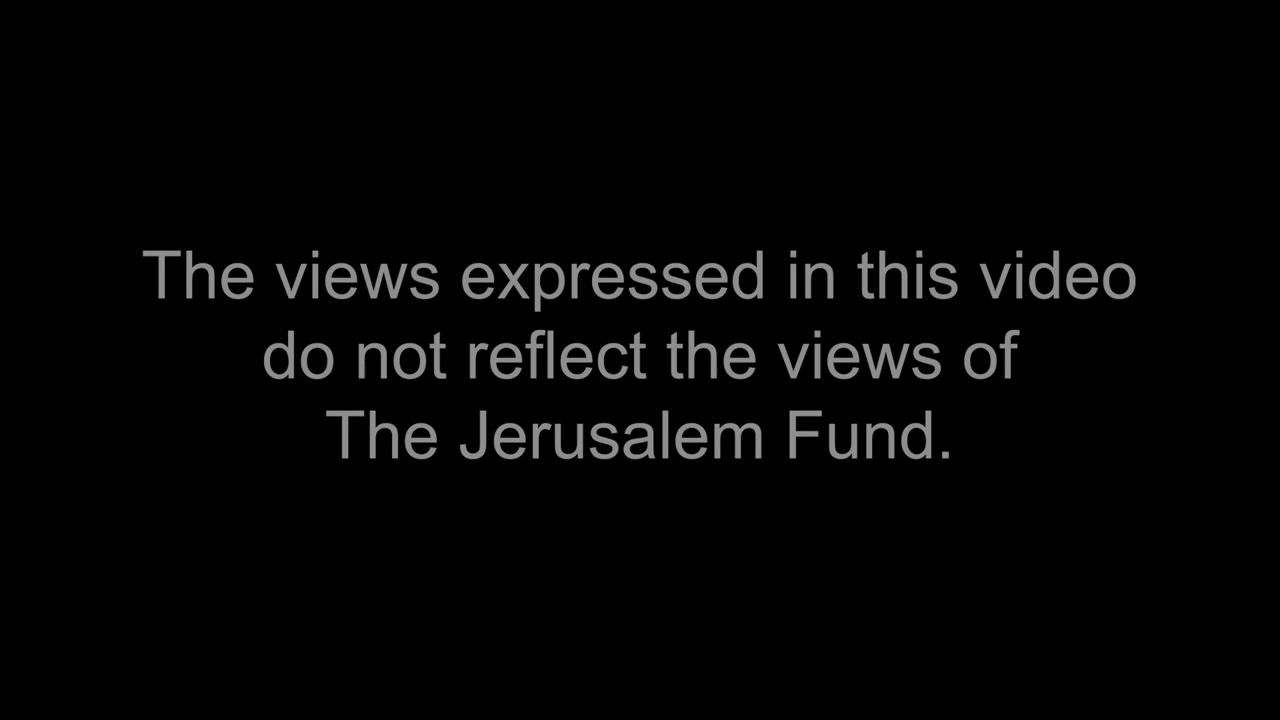 The views expressed in this video
do not reflect the views of
The Jerusalem Fund.